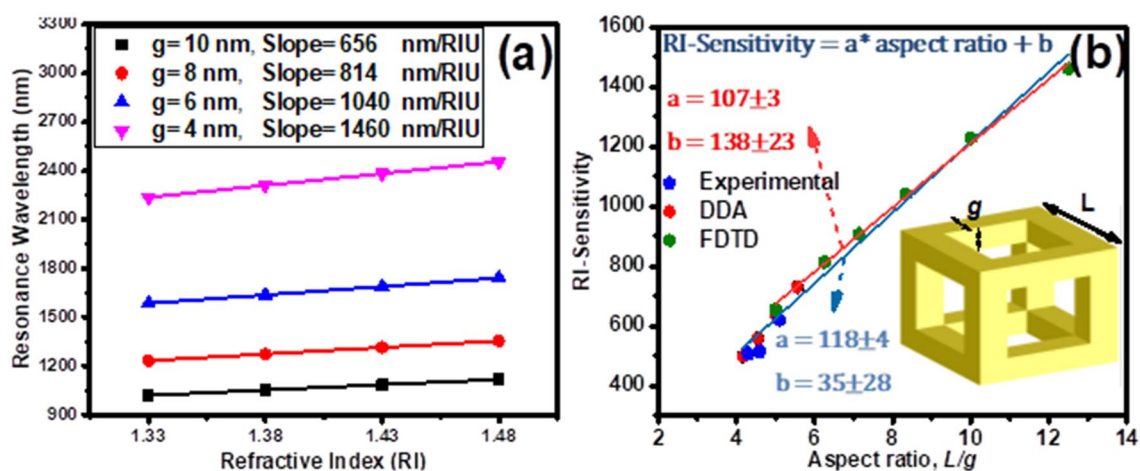 3300
3000
2700
2400
2100
1800
1500
1200
900
Resonance Wavelength (nm)
g= 10 nm, Slope= 656 nm/RIU
g= 8 nm, Slope= 814 nm/RIU
g= 6 nm, Slope= 1040 nm/RIU
g= 4 nm, Slope= 1460 nm/RIU
(a)
1.33 1.38 1.43 1.48
Refractive Index (RI)
1600
1400
1200
1000
800
600
400
RI-Sensitivity
RI-Sensitivity = a* aspect ratio + b
(b)
a = 107±3
b = 138±23
Experimental
DDA
FDTD
g
L
a = 118±4
b = 35±28
2 4 6 8 10 12 14
Aspect ratio, L/g